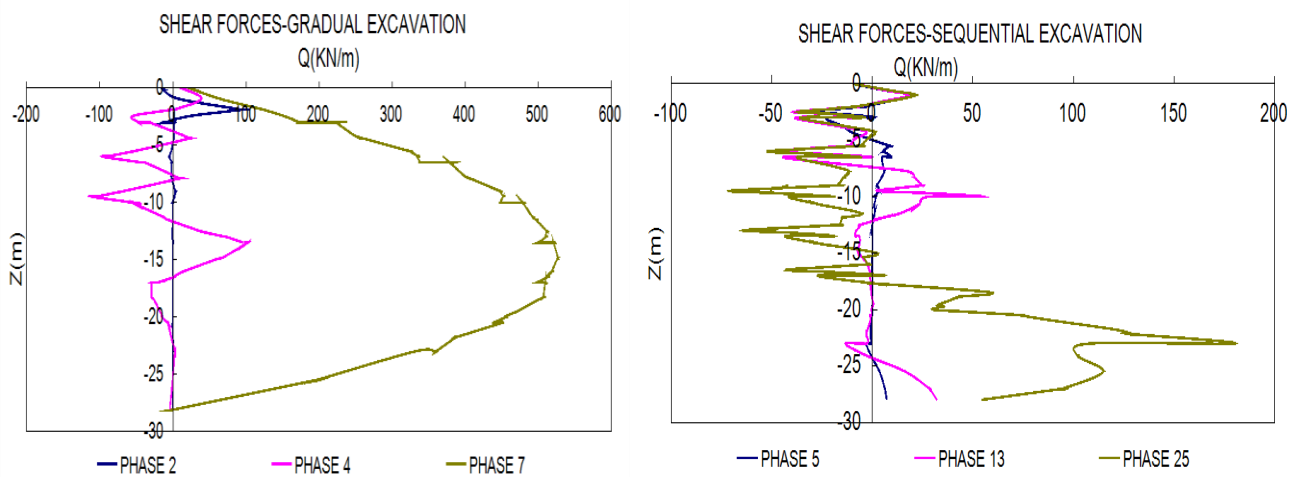 SHEAR FORCES-GRADUAL EXCAVATION
Q(KN/m)
-200 -100 0 100 200 300 400 500 600
0
-5
-10
-15
-20
-25
-30
Z(m)
PHASE 2 PHASE 4 PHASE 7
SHEAR FORCES-SEQUENTIAL EXCAVATION
Q(KN/m)
-100 -50 0 50 100 150 200
0
-5
-10
-15
-20
-25
-30
Z(m)
PHASE 5 PHASE 13 PHASE 25